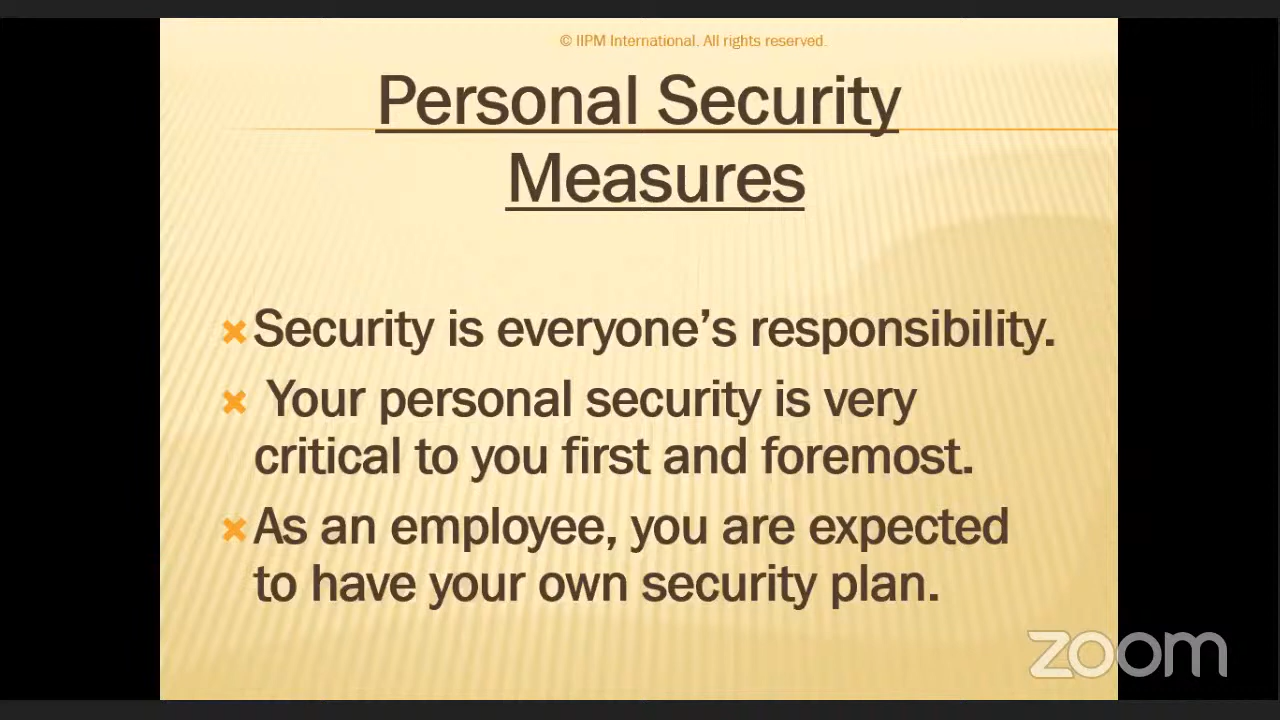 © IIPM International. All rights reserved.
Personal Security
Measures
Security is everyone’s responsibility.
Your personal security is very
critical to you first and foremost.
As an employee, you are expected
to have your own security plan.
zoom